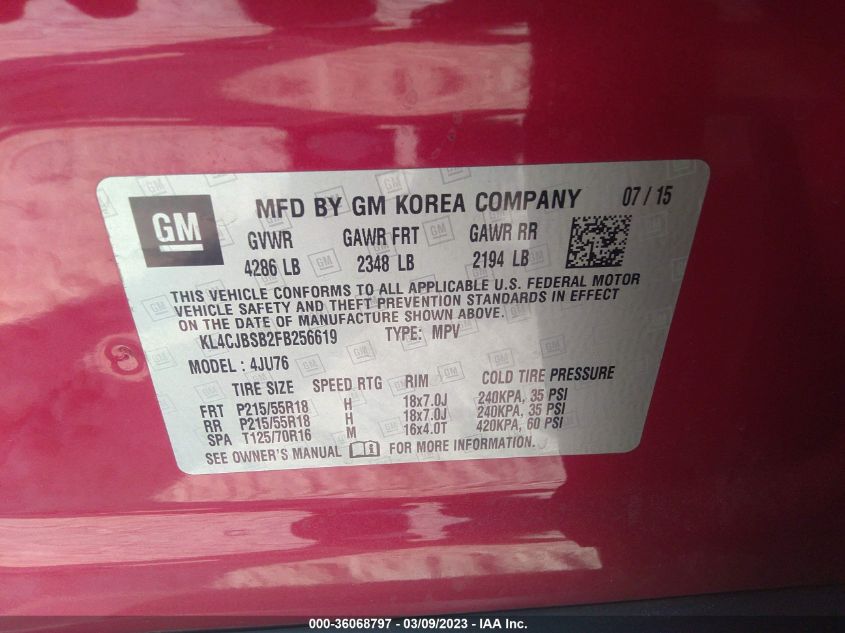 GM
MFD BY GM KOREA COMPANY 07 / 15
GVWR GAWR FRT GAWR RR
4286 LB 2348 LB 2194 LB
THIS VEHICLE CONFORMS TO ALL APPLICABLE U.S. FEDERAL MOTOR
VEHICLE SAFETY AND THEFT PREVENTION STANDARDS IN EFFECT
ON THE DATE OF MANUFACTURE SHOWN ABOVE.
KL4CJBSB2FB256619 TYPE: MPV
MODEL : 4JU76
TIRE SIZE SPEED RTG RIM COLD TIRE PRESSURE
FRT P215/55R18 H 18x7.0J 240KPA, 35 PSI
RR P215/55R18 H 18x7.0J 240KPA, 35 PSI
SPA T125/70R16 M 16x4.0T 420KPA, 60 PSI
SEE OWNER'S MANUAL i FOR MORE INFORMATION.
000-36068797 — 03/09/2023 — IAA Inc.